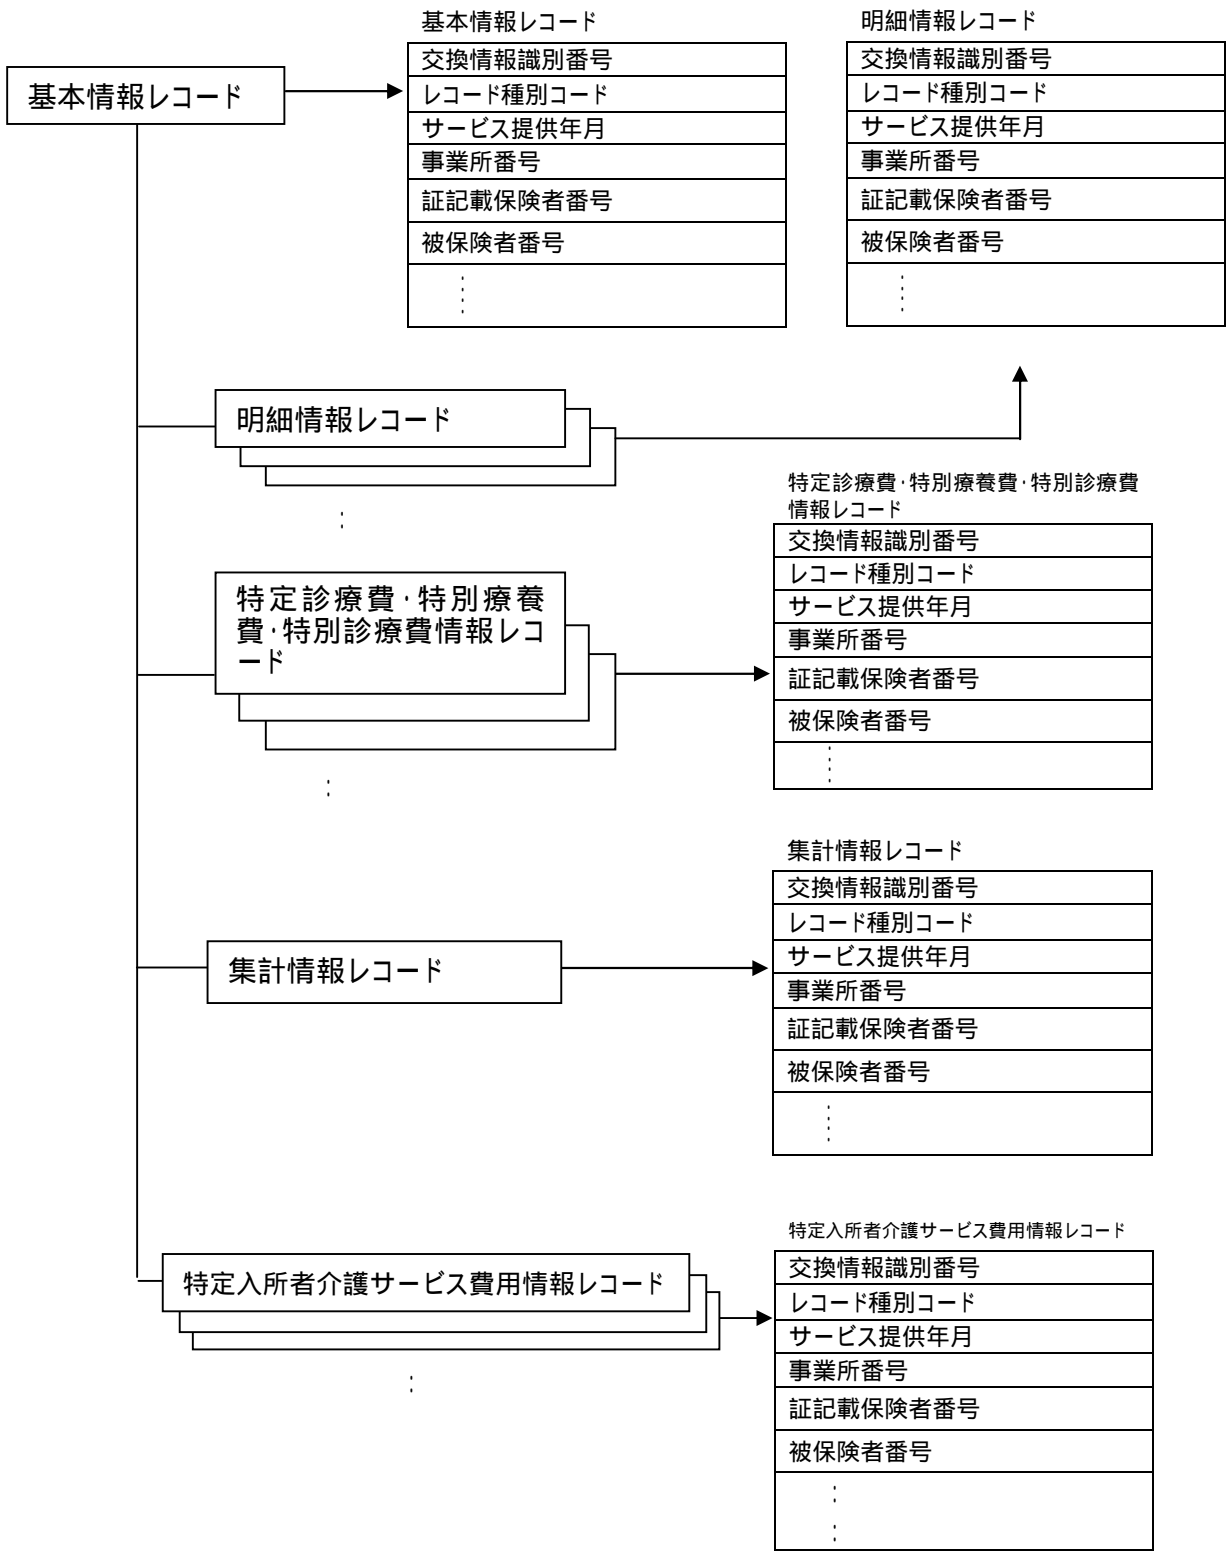 基本情報レコード
基本情報レコード
交換情報識別番号
レコード種別コード
サービス提供年月
事業所番号
証記載保険者番号
被保険者番号
明細情報レコード
交換情報識別番号
レコード種別コード
サービス提供年月
事業所番号
証記載保険者番号
被保険者番号
明細情報レコード
特定診療費・特別療養費・特別診療費
情報レコード
交換情報識別番号
レコード種別コード
サービス提供年月
事業所番号
証記載保険者番号
被保険者番号
特定診療費・特別療養
費・特別診療費情報レコ
ード
集計情報レコード
交換情報識別番号
レコード種別コード
サービス提供年月
事業所番号
証記載保険者番号
被保険者番号
集計情報レコード
特定入所者介護サービス費用情報レコード
交換情報識別番号
レコード種別コード
サービス提供年月
事業所番号
証記載保険者番号
被保険者番号
特定入所者介護サービス費用情報レコード